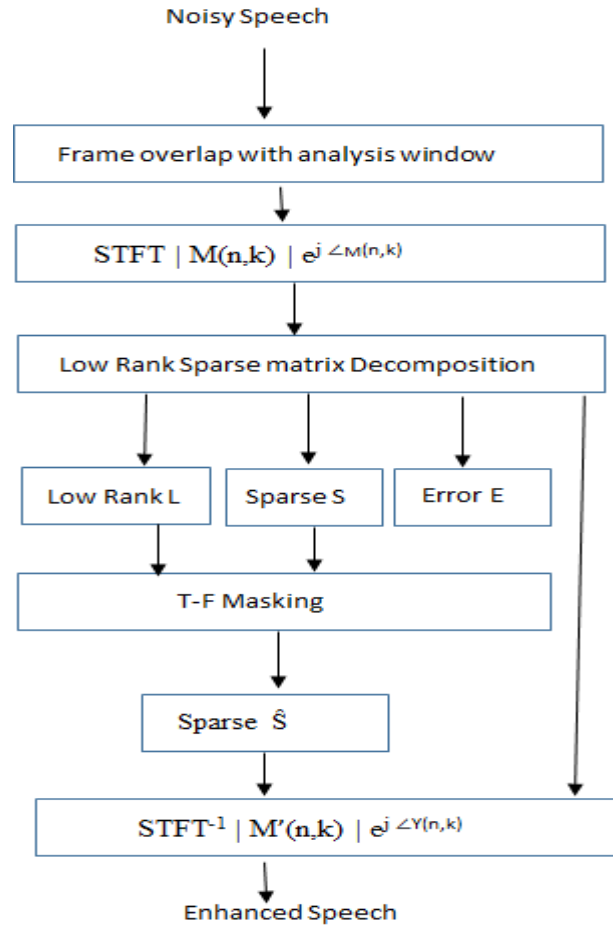 Noisy Speech
Frame overlap with analysis window
STFT | M(n,k) | e^{j ∠M(n,k)}
Low Rank Sparse matrix Decomposition
Low Rank L
Sparse S
Error E
T-F Masking
Sparse Ŝ
STFT⁻¹ | M′(n,k) | e^{j ∠Y(n,k)}
Enhanced Speech